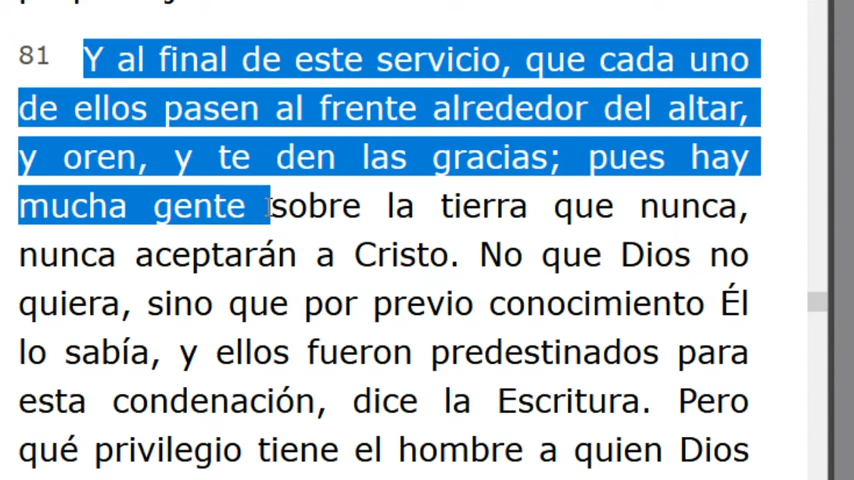 81 Y al final de este servicio, que cada uno
de ellos pasen al frente alrededor del altar,
y oren, y te den las gracias; pues hay
mucha gente sobre la tierra que nunca,
nunca aceptarán a Cristo. No que Dios no
quiera, sino que por previo conocimiento Él
lo sabía, y ellos fueron predestinados para
esta condenación, dice la Escritura. Pero
qué privilegio tiene el hombre a quien Dios